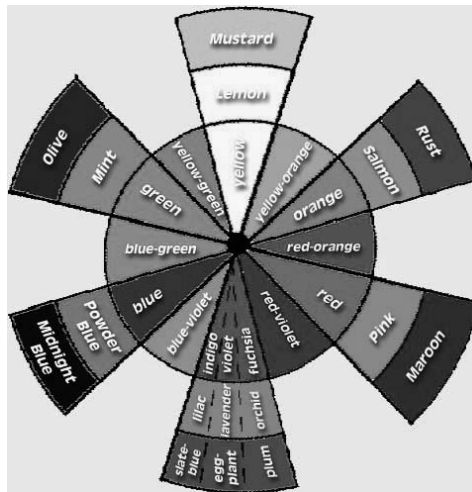 Mustard
Lemon
yellow
yellow-orange
orange
Salmon
Rust
red-orange
red
Pink
Maroon
red-violet
fuchsia
violet
indigo
orchid
lavender
lilac
plum
egg-
plant
slate-
blue
blue-violet
blue
Powder
Blue
Midnight
Blue
blue-green
green
Mint
Olive
yellow-green